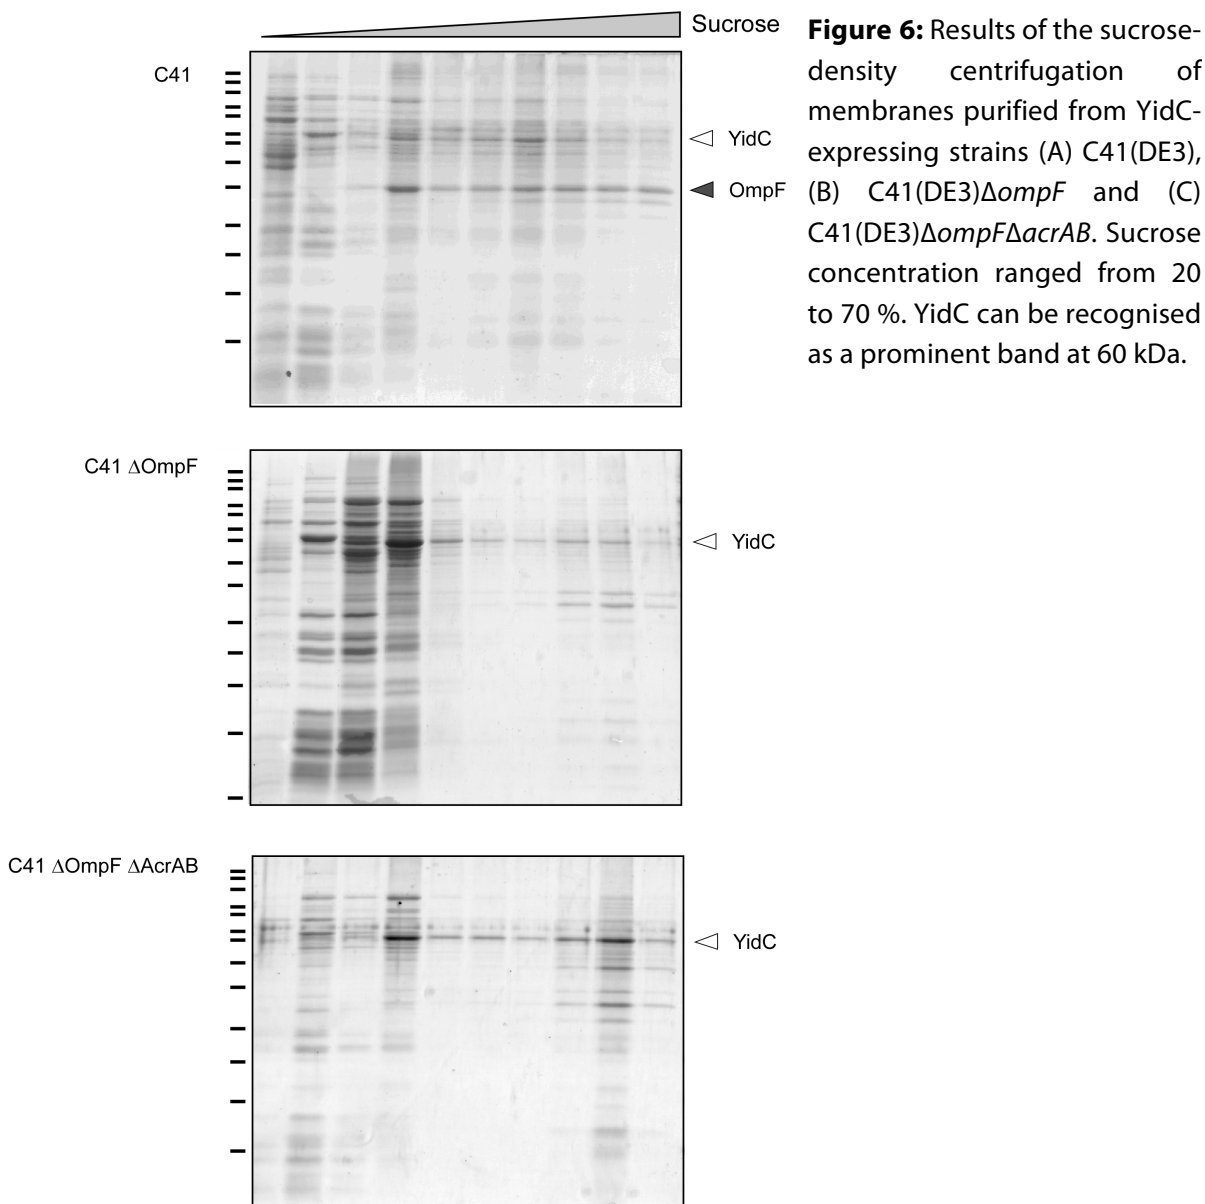 Sucrose
C41
YidC
OmpF
Figure 6: Results of the sucrose-
density centrifugation of
membranes purified from YidC-
expressing strains (A) C41(DE3),
(B) C41(DE3)ΔompF and (C)
C41(DE3)ΔompFΔacrAB. Sucrose
concentration ranged from 20
to 70 %. YidC can be recognised
as a prominent band at 60 kDa.
C41 ΔOmpF
YidC
C41 ΔOmpF ΔAcrAB
YidC